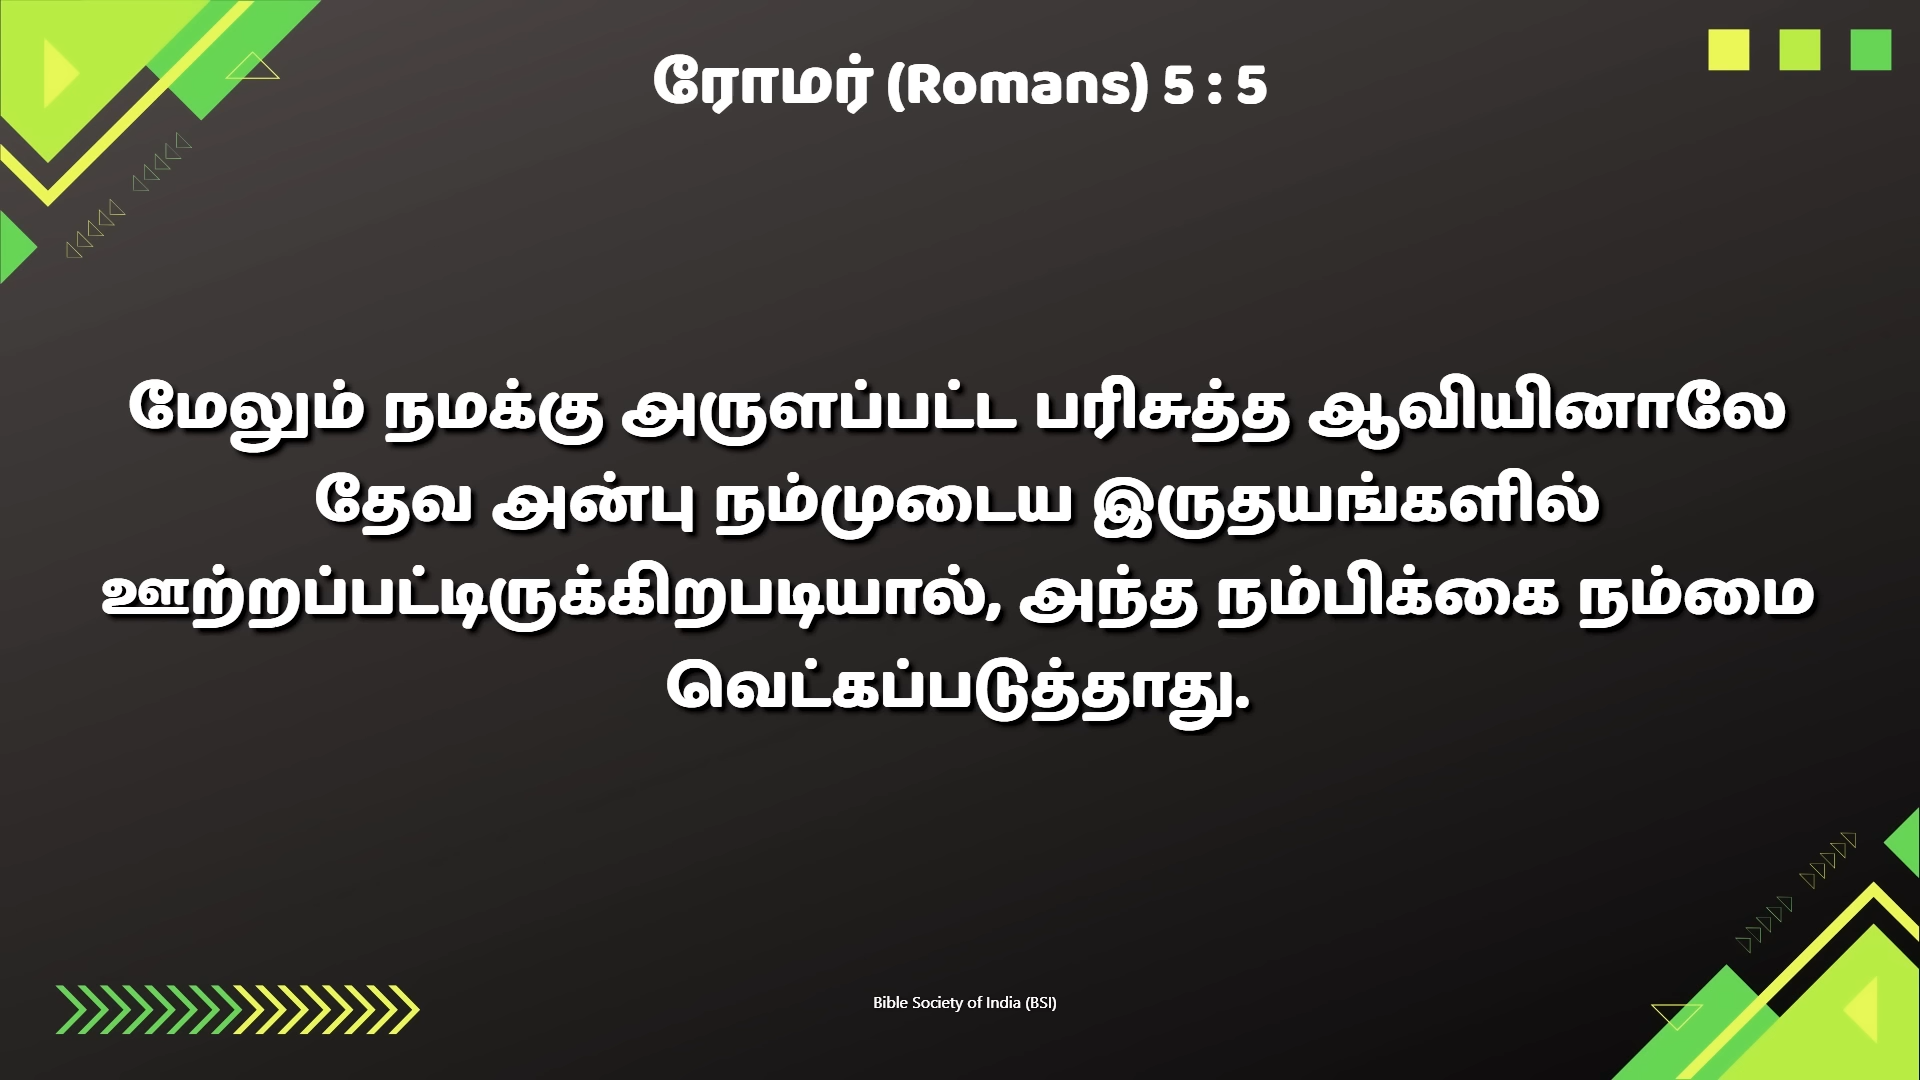 ரோமர் (Romans) 5 : 5
மேலும் நமக்கு அருளப்பட்ட பரிசுத்த ஆவியினாலே
தேவ அன்பு நம்முடைய இருதயங்களில்
ஊற்றப்பட்டிருக்கிறபடியால், அந்த நம்பிக்கை நம்மை
வெட்கப்படுத்தாது.
Bible Society of India (BSI)